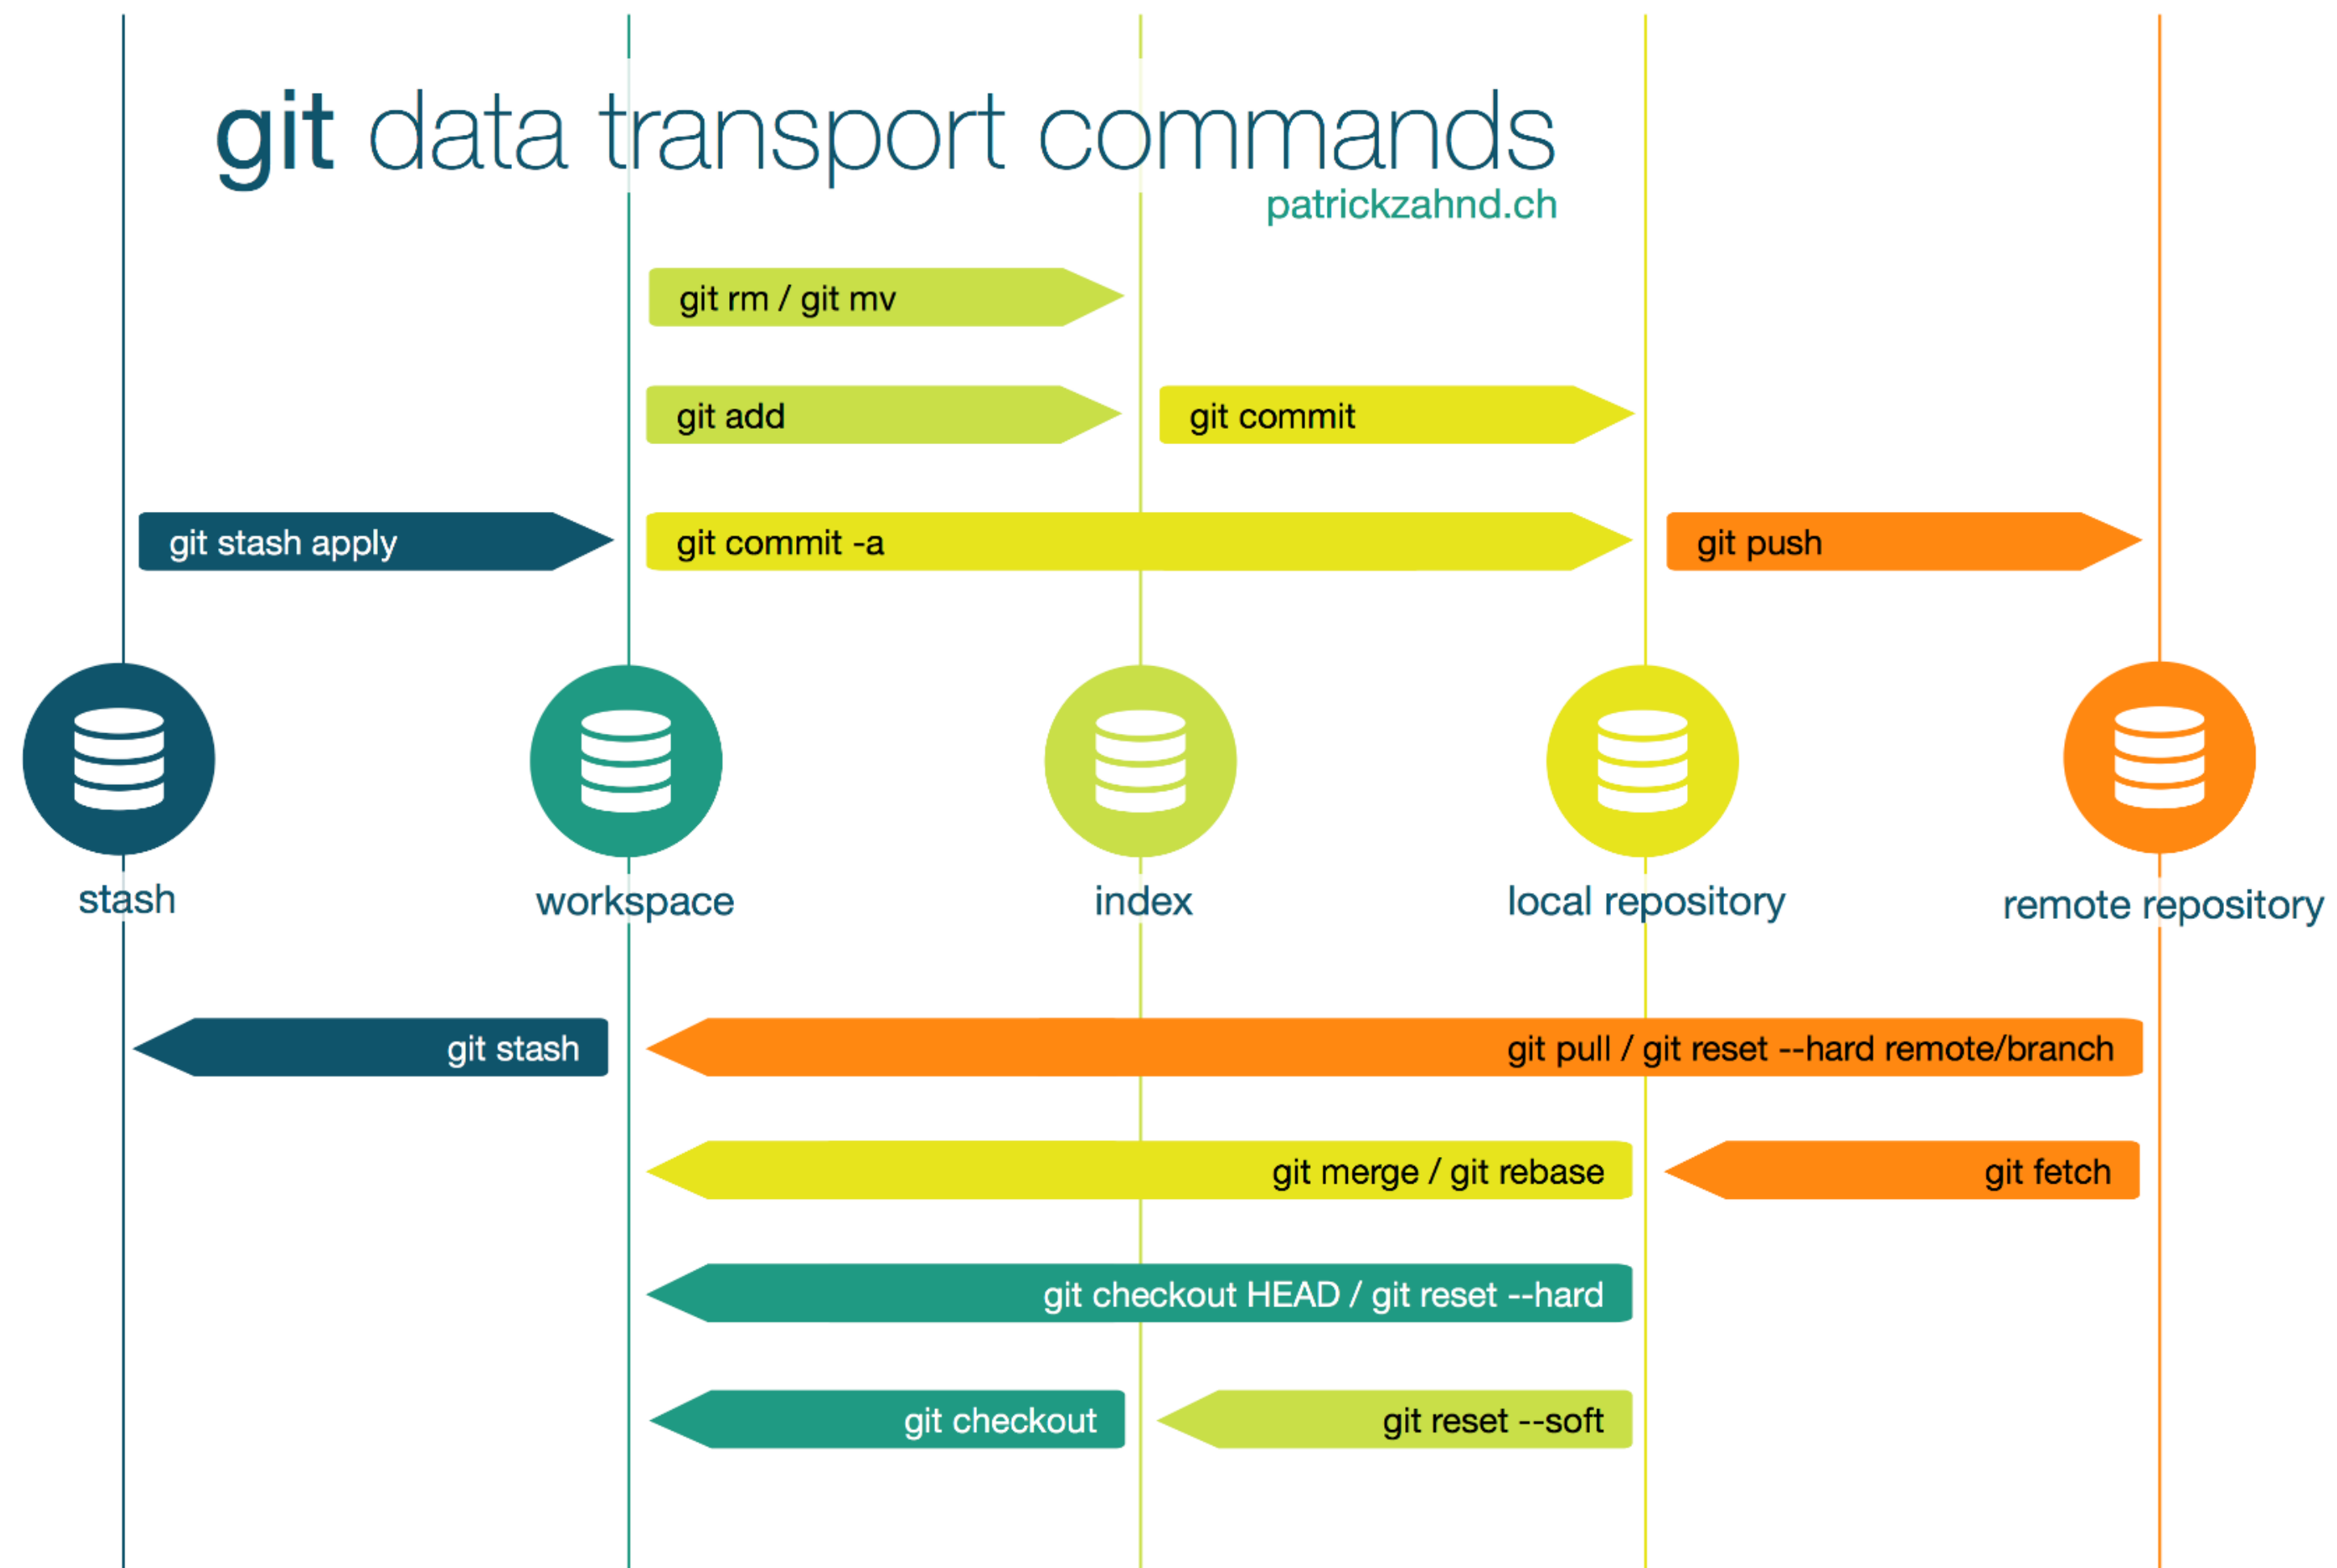 git data transport commands
patrickzahnd.ch
git rm / git mv
git add
git commit
git stash apply
git commit -a
git push
stash
workspace
index
local repository
remote repository
git stash
git pull / git reset --hard remote/branch
git merge / git rebase
git fetch
git checkout HEAD / git reset --hard
git checkout
git reset --soft